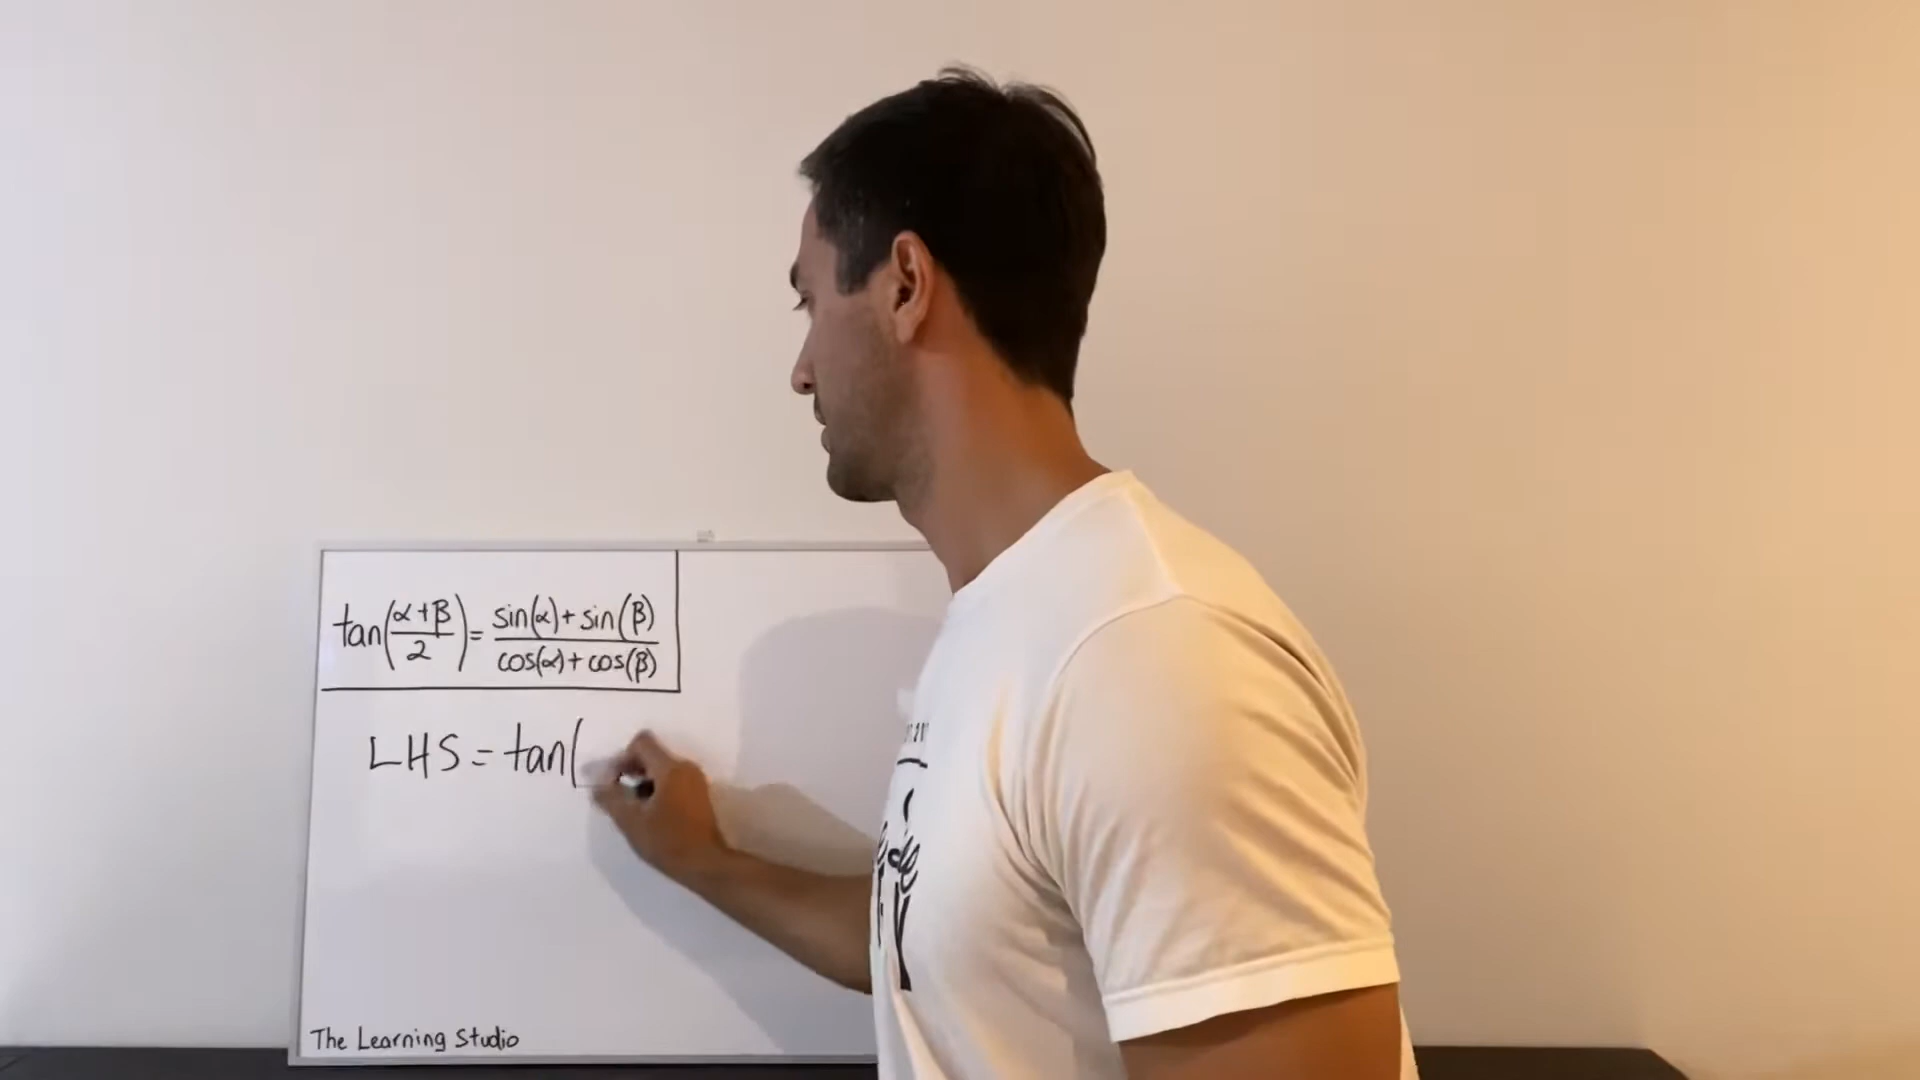 tan(α+β/2) = sin(α)+sin(β)/cos(α)+cos(β)
LHS = tan(
The Learning Studio